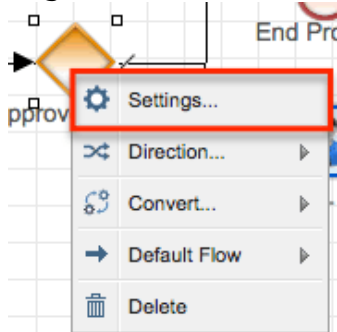 End Pro
pprov
Settings...
Direction...
Convert...
Default Flow
Delete